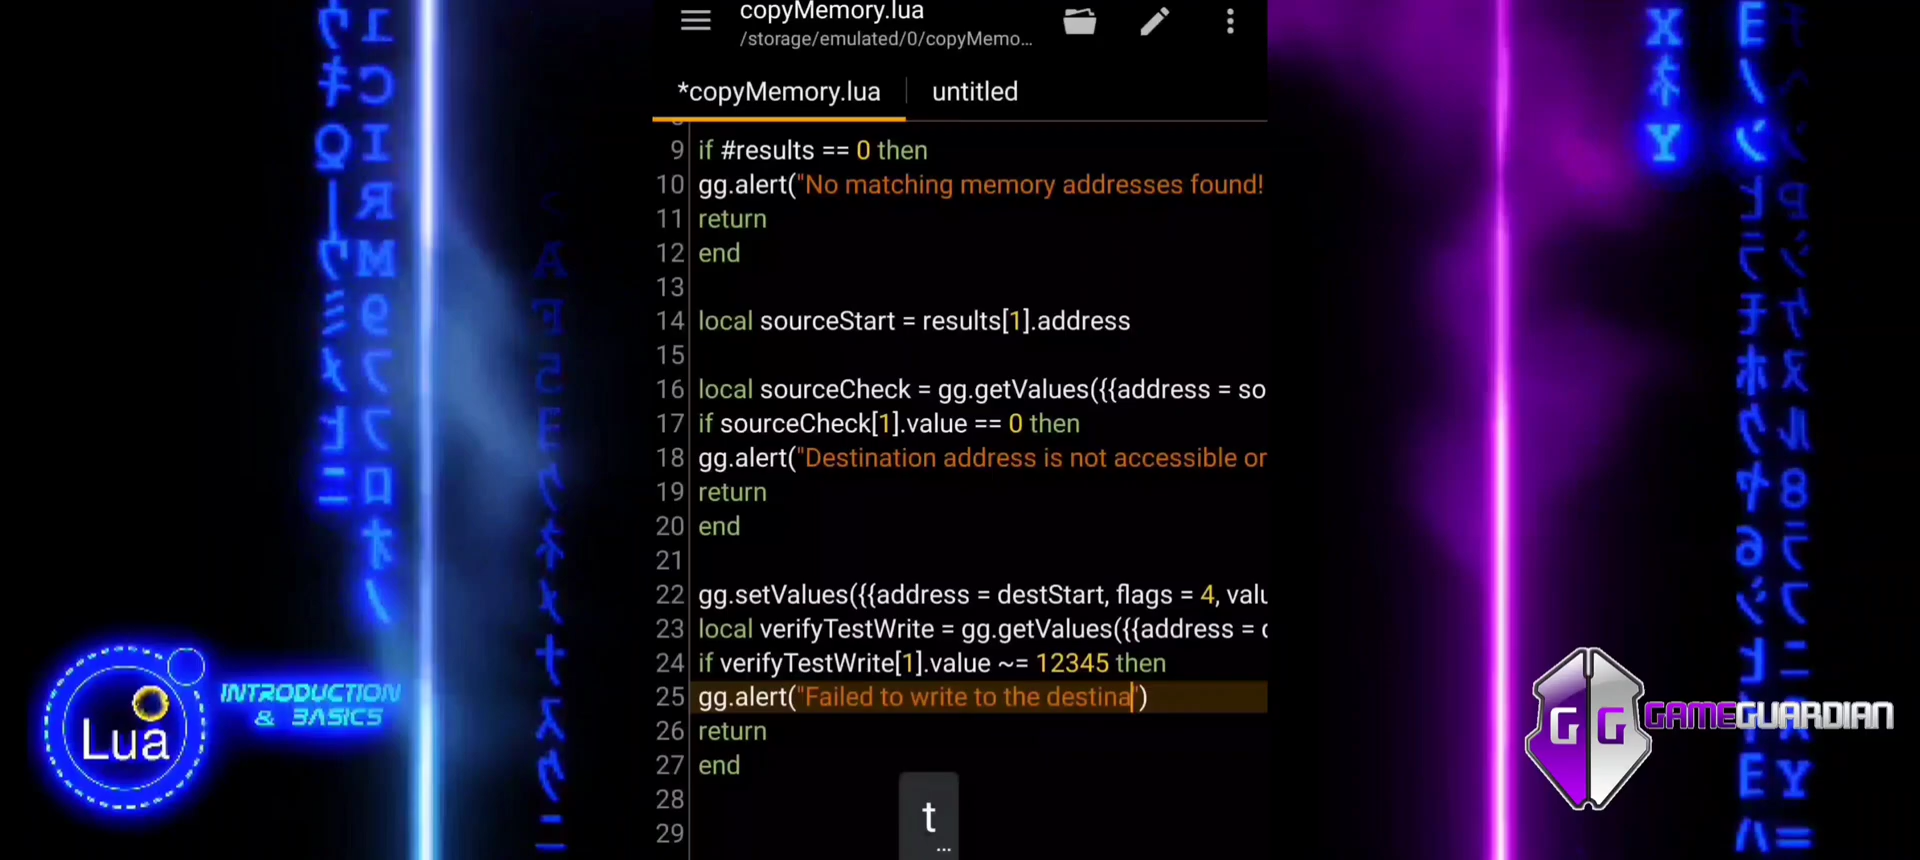 copyMemory.lua
/storage/emulated/0/copyMemo...
*copyMemory.lua
untitled
9 if #results == 0 then
10 gg.alert("No matching memory addresses found!
11 return
12 end
13
14 local sourceStart = results[1].address
15
16 local sourceCheck = gg.getValues({{address = so
17 if sourceCheck[1].value == 0 then
18 gg.alert("Destination address is not accessible or
19 return
20 end
21
22 gg.setValues({{address = destStart, flags = 4, valu
23 local verifyTestWrite = gg.getValues({{address = d
24 if verifyTestWrite[1].value ~= 12345 then
25 gg.alert("Failed to write to the destina")
26 return
27 end
28
29
t
...
Lua
INTRODUCTION
& BASICS
GG
GAMEGUARDIAN